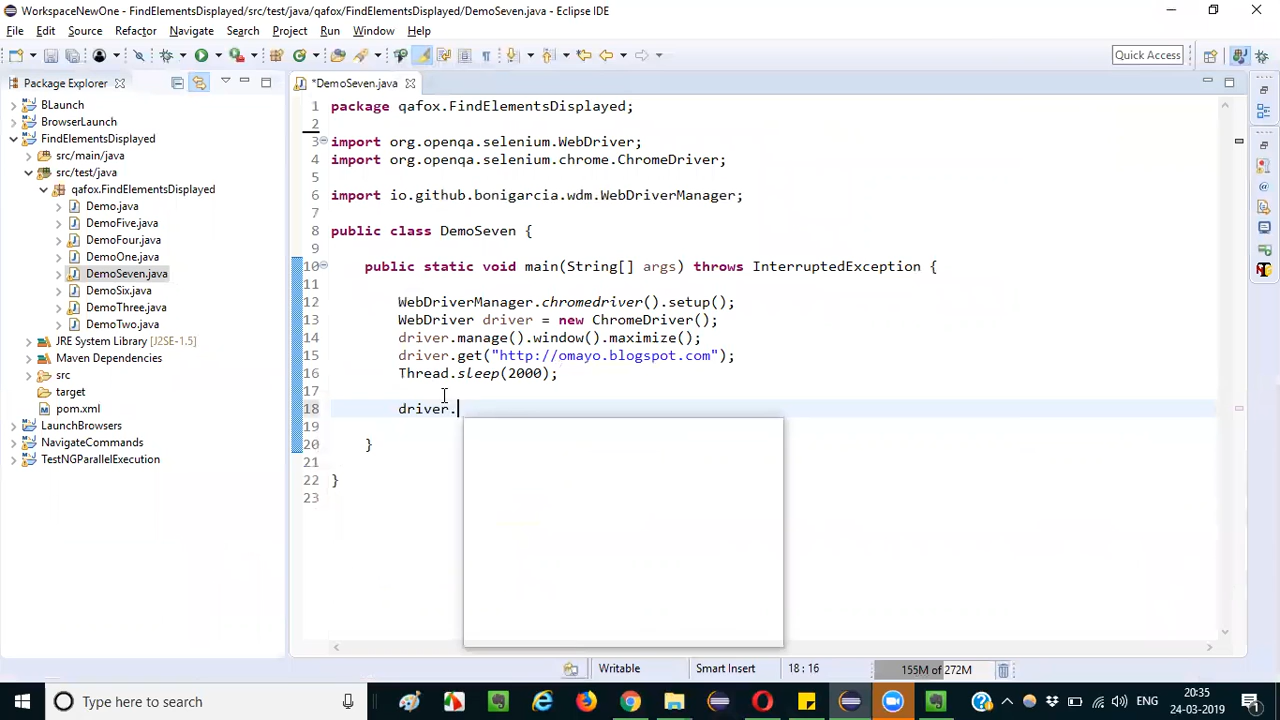 WorkspaceNewOne - FindElementsDisplayed/src/test/java/qafox/FindElementsDisplayed/DemoSeven.java - Eclipse IDE
File Edit Source Refactor Navigate Search Project Run Window Help
Quick Access
Package Explorer
BLaunch
BrowserLaunch
FindElementsDisplayed
src/main/java
src/test/java
qafox.FindElementsDisplayed
Demo.java
DemoFive.java
DemoFour.java
DemoOne.java
DemoSeven.java
DemoSix.java
DemoThree.java
DemoTwo.java
JRE System Library [J2SE-1.5]
Maven Dependencies
src
target
pom.xml
LaunchBrowsers
NavigateCommands
TestNGParallelExecution
*DemoSeven.java
1 package qafox.FindElementsDisplayed;
2
3 import org.openqa.selenium.WebDriver;
4 import org.openqa.selenium.chrome.ChromeDriver;
5
6 import io.github.bonigarcia.wdm.WebDriverManager;
7
8 public class DemoSeven {
9
10 public static void main(String[] args) throws InterruptedException {
11
12 WebDriverManager.chromedriver().setup();
13 WebDriver driver = new ChromeDriver();
14 driver.manage().window().maximize();
15 driver.get("http://omayo.blogspot.com");
16 Thread.sleep(2000);
17
18 driver.
19
20 }
21
22 }
23
Writable Smart Insert 18 : 16 155M of 272M
Type here to search
ENG
20:35
24-03-2019
1